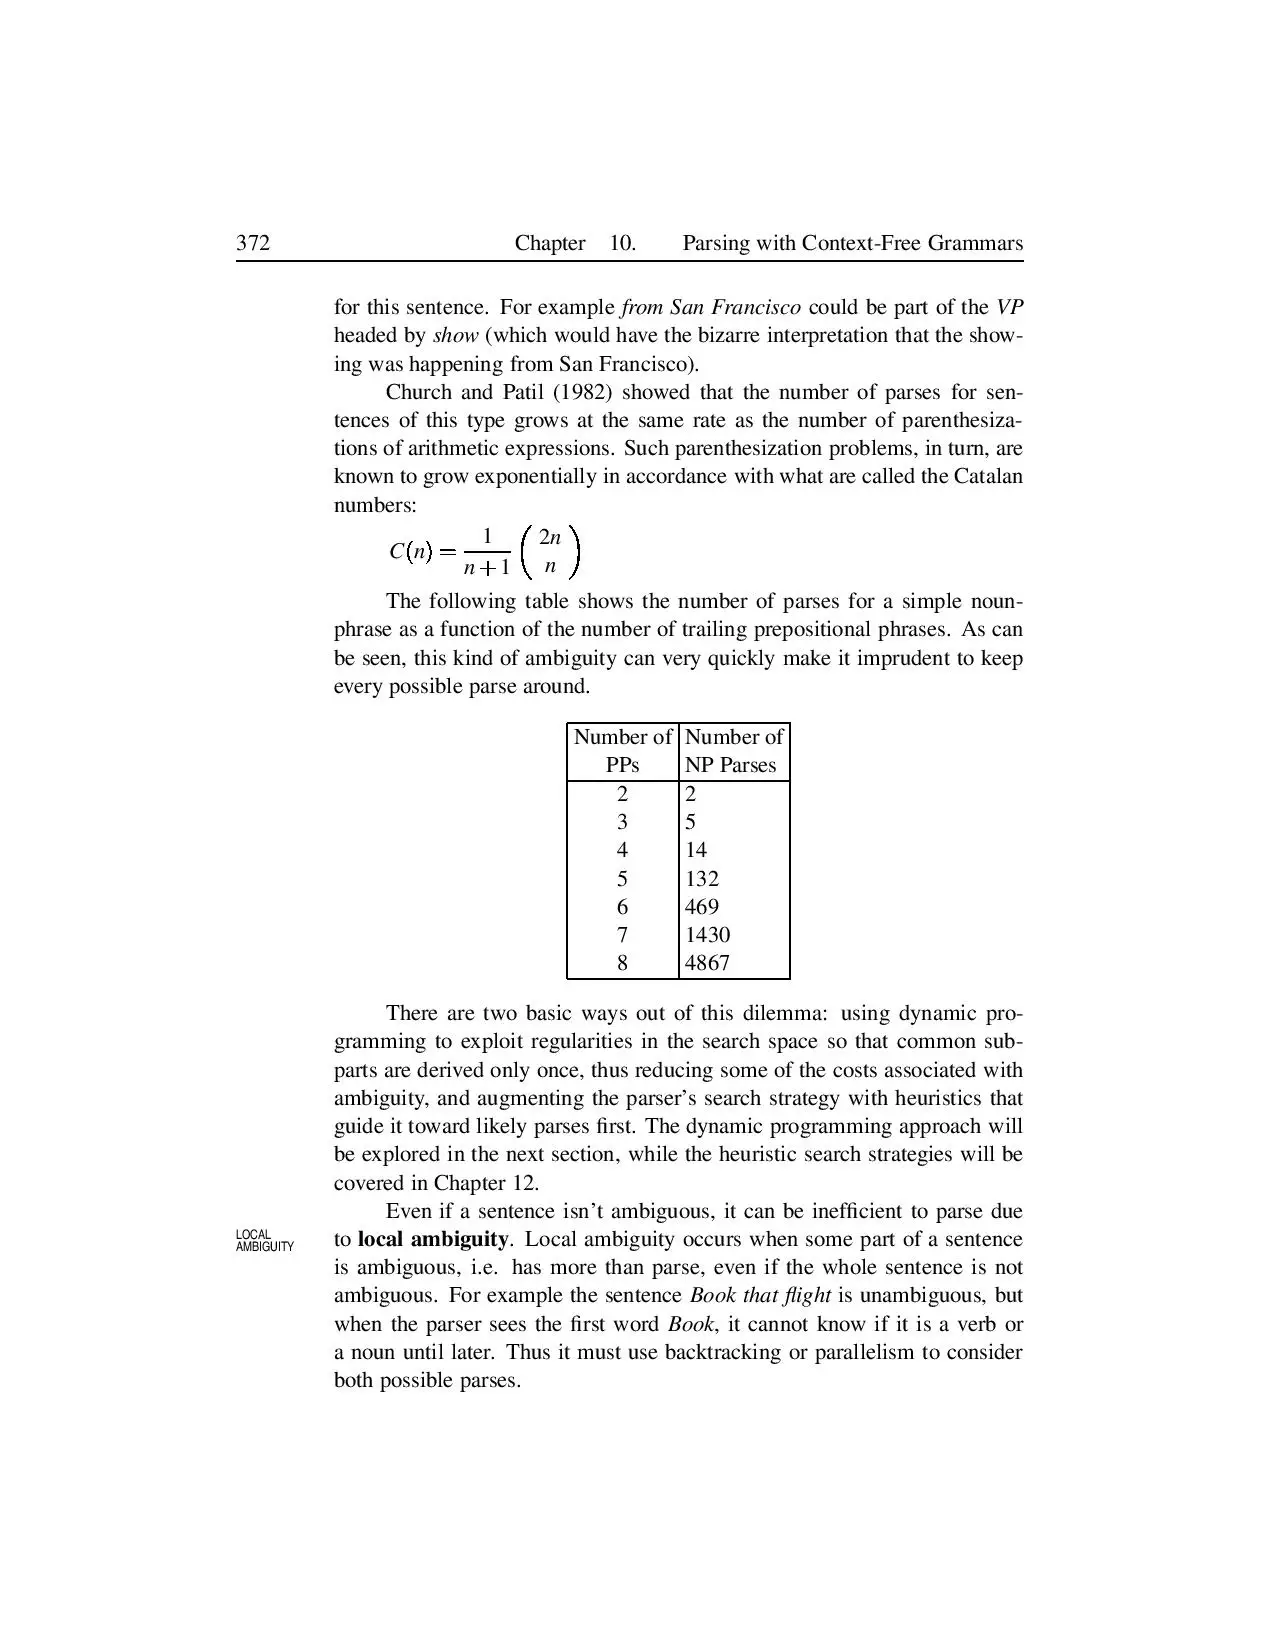 372 Chapter 10. Parsing with Context-Free Grammars
for this sentence. For example from San Francisco could be part of the VP
headed by show (which would have the bizarre interpretation that the show-
ing was happening from San Francisco).
Church and Patil (1982) showed that the number of parses for sen-
tences of this type grows at the same rate as the number of parenthesiza-
tions of arithmetic expressions. Such parenthesization problems, in turn, are
known to grow exponentially in accordance with what are called the Catalan
numbers:
C(n) = 1/(n+1) (2n n)
The following table shows the number of parses for a simple noun-
phrase as a function of the number of trailing prepositional phrases. As can
be seen, this kind of ambiguity can very quickly make it imprudent to keep
every possible parse around.
Number of Number of
PPs NP Parses
2 2
3 5
4 14
5 132
6 469
7 1430
8 4867
There are two basic ways out of this dilemma: using dynamic pro-
gramming to exploit regularities in the search space so that common sub-
parts are derived only once, thus reducing some of the costs associated with
ambiguity, and augmenting the parser's search strategy with heuristics that
guide it toward likely parses first. The dynamic programming approach will
be explored in the next section, while the heuristic search strategies will be
covered in Chapter 12.
Even if a sentence isn't ambiguous, it can be inefficient to parse due
LOCAL
AMBIGUITY
to local ambiguity. Local ambiguity occurs when some part of a sentence
is ambiguous, i.e. has more than parse, even if the whole sentence is not
ambiguous. For example the sentence Book that flight is unambiguous, but
when the parser sees the first word Book, it cannot know if it is a verb or
a noun until later. Thus it must use backtracking or parallelism to consider
both possible parses.